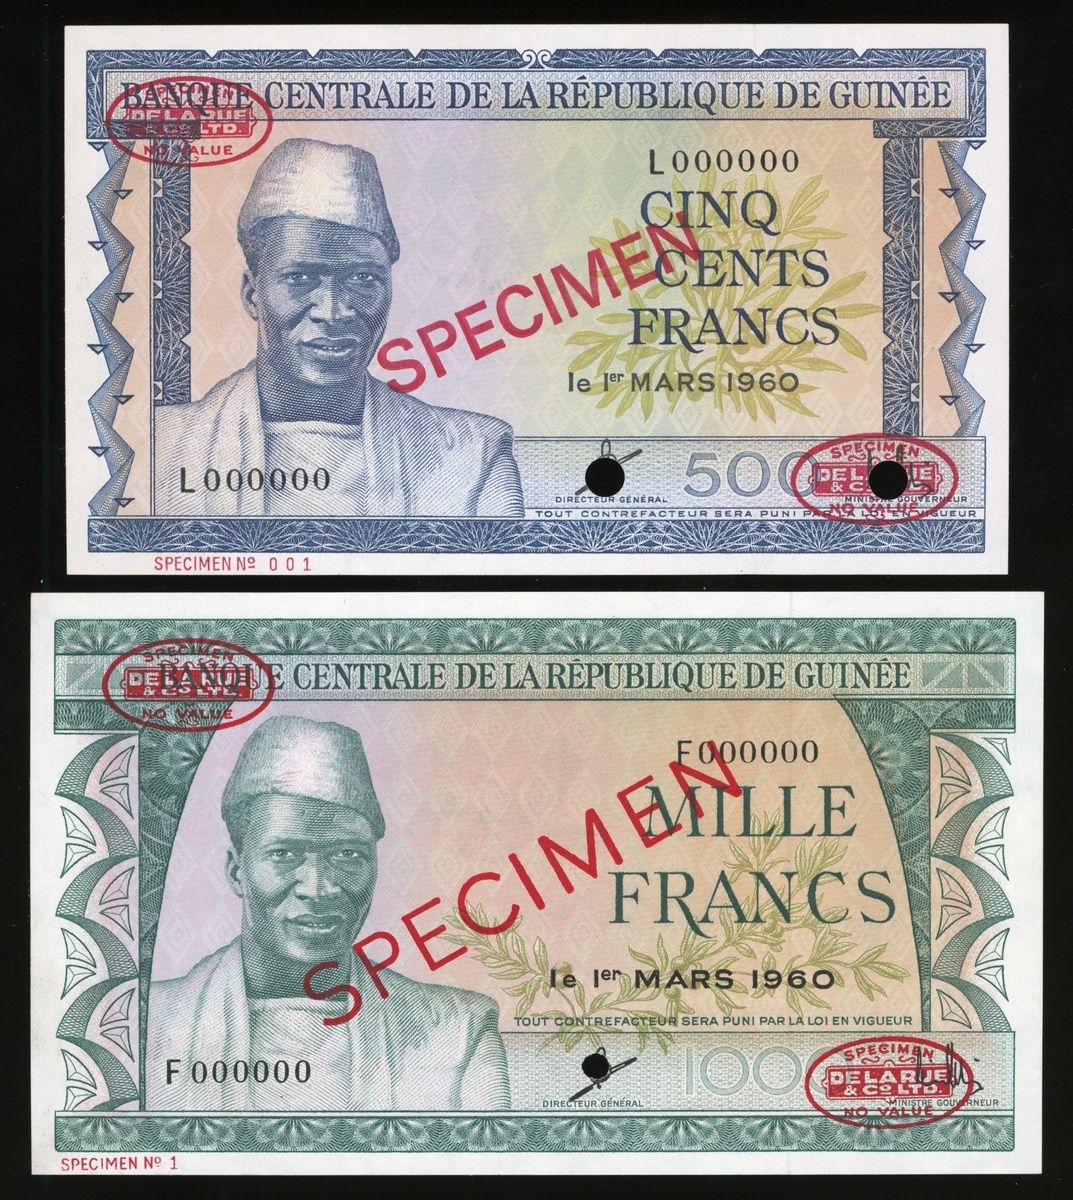 BANQUE CENTRALE DE LA RÉPUBLIQUE DE GUINÉE
SPECIMEN
DE LA RUE
& Cº LTD.
NO VALUE
L000000
CINQ
CENTS
FRANCS
SPECIMEN
le 1er MARS 1960
L000000
500
DIRECTEUR GÉNÉRAL
MINISTRE GOUVERNEUR
SPECIMEN
DE LA RUE
& Cº LTD.
NO VALUE
TOUT CONTREFACTEUR SERA PUNI PAR LA LOI EN VIGUEUR
SPECIMEN Nº 001
BANQUE CENTRALE DE LA RÉPUBLIQUE DE GUINÉE
SPECIMEN
DE LA RUE
& Cº LTD.
NO VALUE
F000000
MILLE
FRANCS
SPECIMEN
le 1er MARS 1960
TOUT CONTREFACTEUR SERA PUNI PAR LA LOI EN VIGUEUR
F000000
1000
DIRECTEUR GÉNÉRAL
MINISTRE GOUVERNEUR
SPECIMEN
DE LA RUE
& Cº LTD.
NO VALUE
SPECIMEN Nº 1